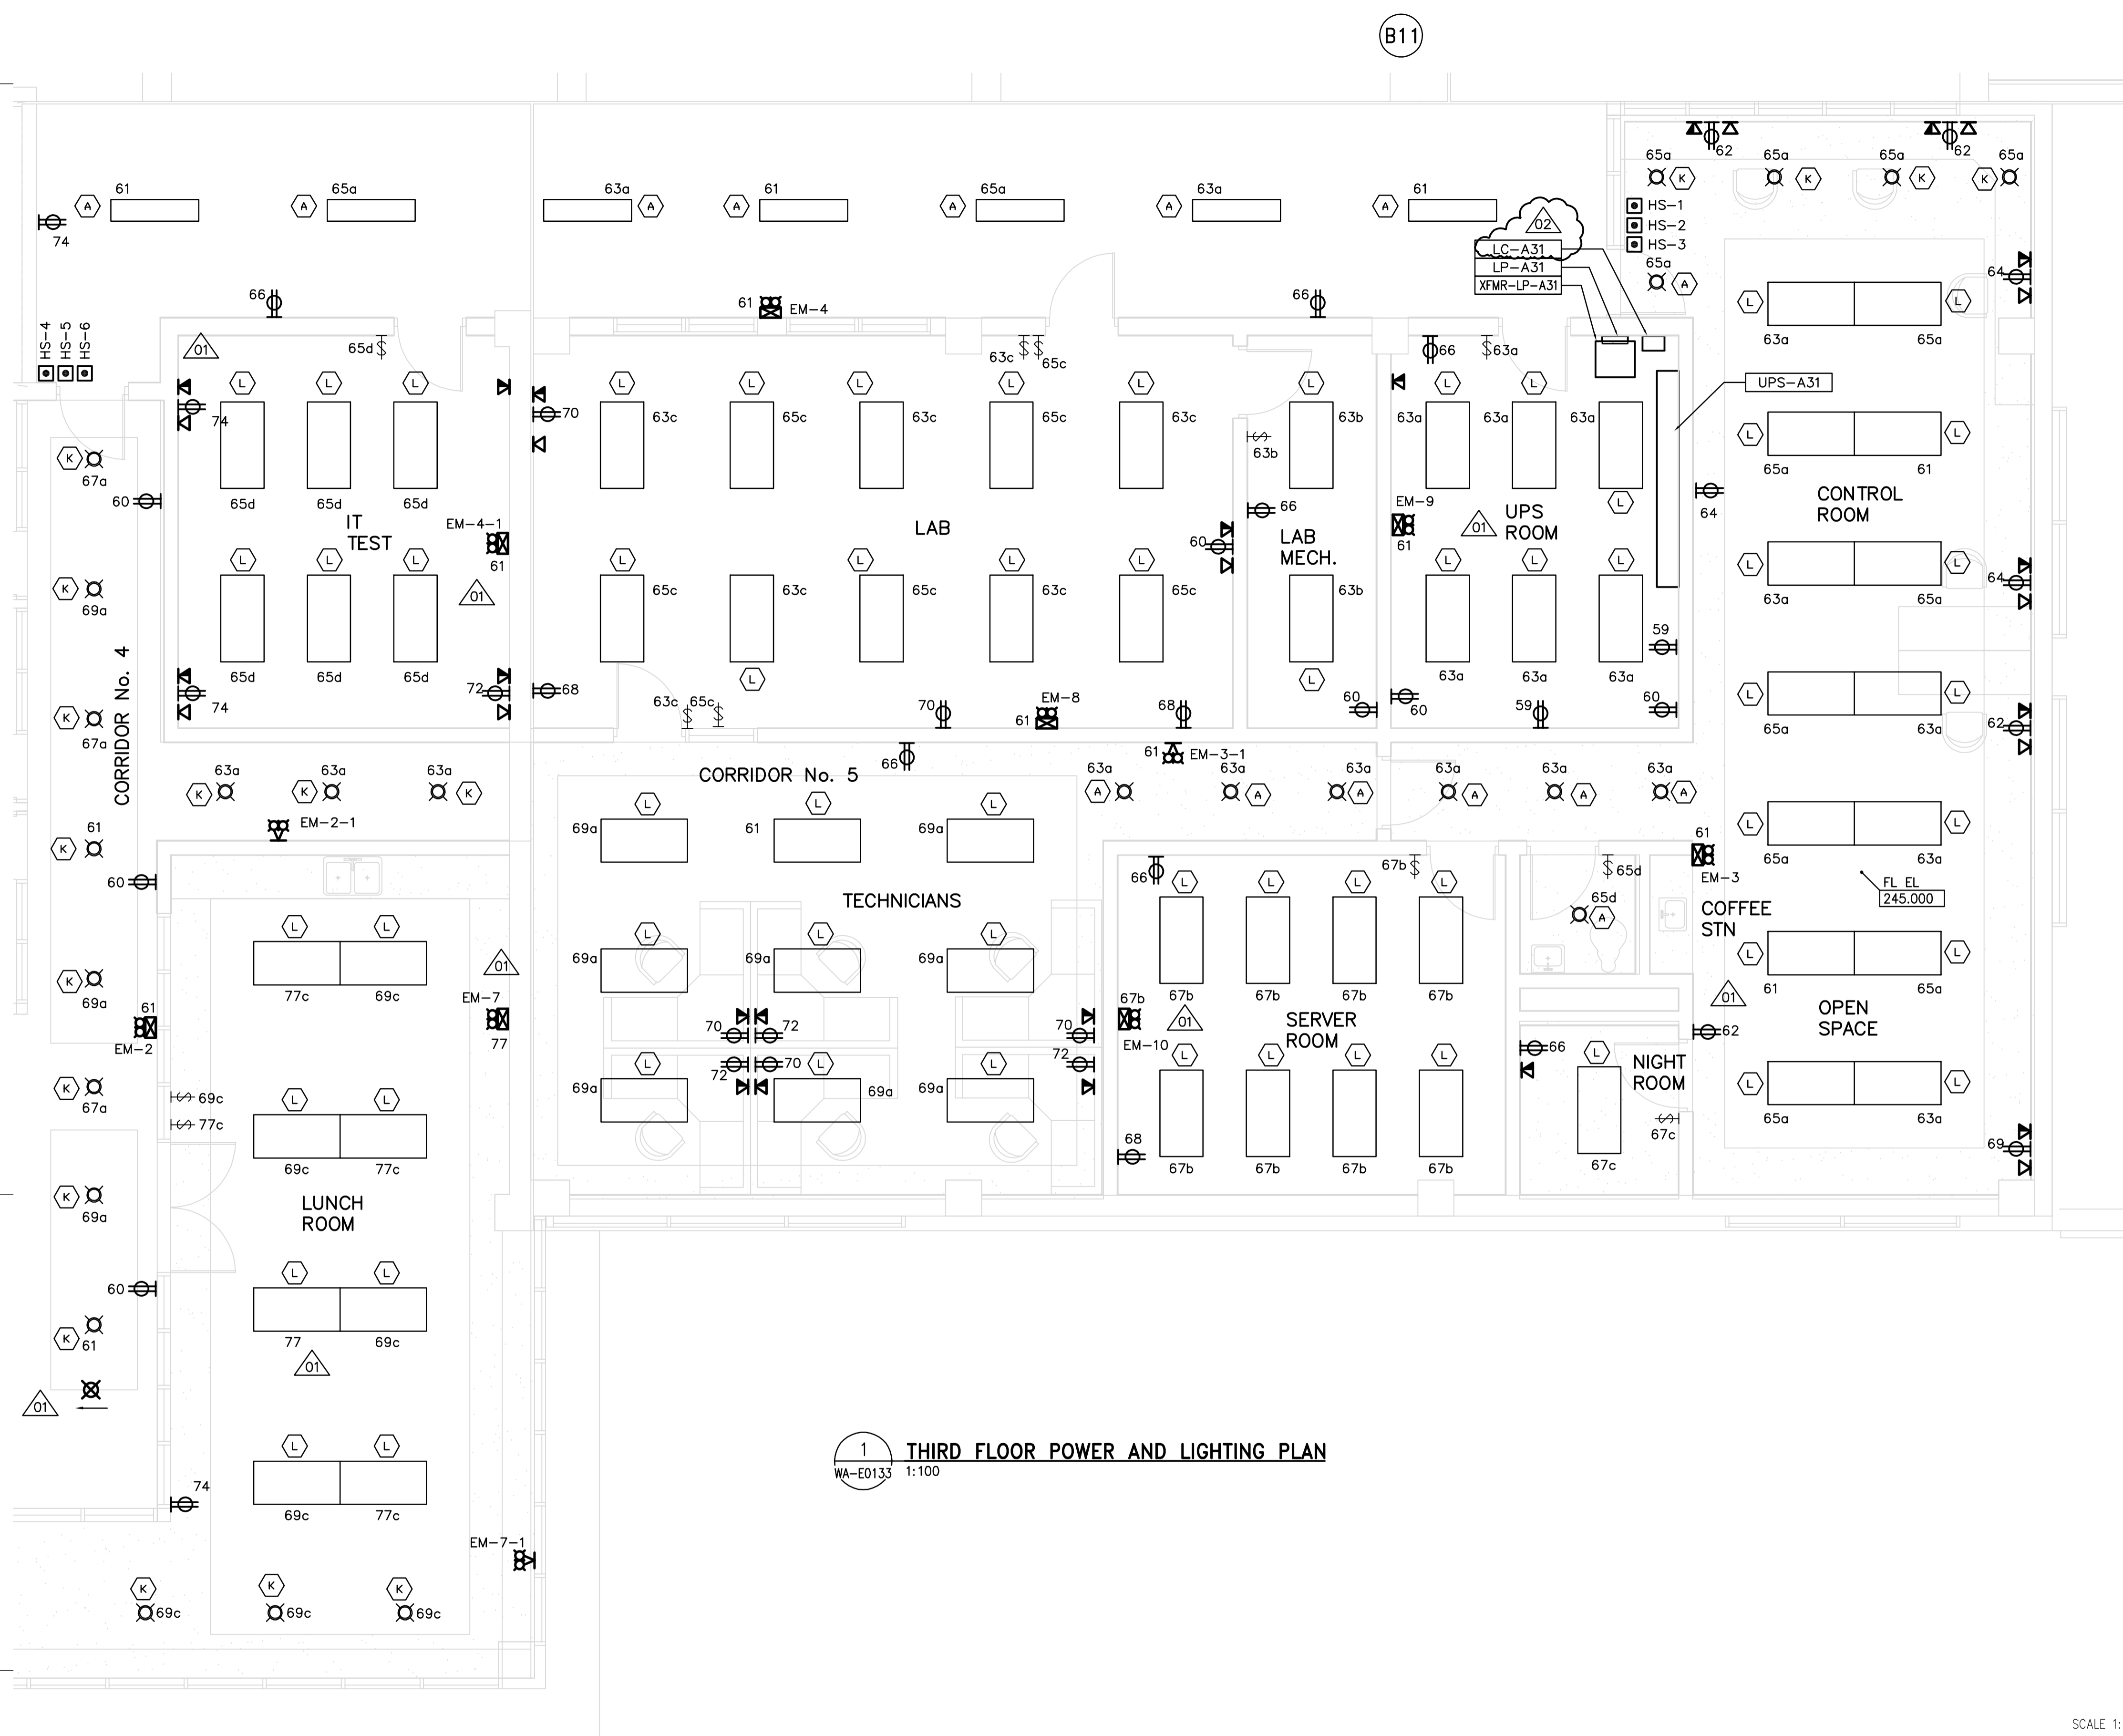 B11
65a
62
65a
65a
62
65a
K
K
K
K
61
65a
63a
61
65a
63a
61
A
A
A
A
A
A
A
74
02
LC-A31
LP-A31
XFMR-LP-A31
HS-1
HS-2
HS-3
65a
A
64
66
61
EM-4
66
HS-4
HS-5
HS-6
01
65d
63c
65c
66
63a
L
L
63a
65a
UPS-A31
L
L
L
L
L
L
L
L
L
L
L
74
70
63c
65c
63c
65c
63c
63b
63a
63a
63a
L
L
65a
61
K
67a
63b
60
65d
65d
65d
66
EM-9
L
64
CONTROL
ROOM
IT
TEST
EM-4-1
61
LAB
60
LAB
MECH.
61
01
UPS
ROOM
L
L
L
L
L
L
L
L
L
L
L
L
L
64
K
69a
01
65c
63c
65c
63c
65c
63b
63a
65a
59
CORRIDOR No. 4
65d
65d
65d
L
L
63a
63a
63a
L
L
72
68
74
63c
65c
70
EM-8
61
68
60
60
59
60
62
65a
63a
K
67a
66
61
EM-3-1
CORRIDOR No. 5
63a
63a
63a
K
K
K
63a
63a
63a
63a
63a
63a
A
A
A
A
A
A
EM-2-1
L
L
L
L
L
61
K
69a
61
69a
61
EM-3
65a
63a
67b
65d
66
60
L
L
L
L
FL EL
245.000
TECHNICIANS
65d
A
COFFEE
STN
L
L
L
L
L
L
L
01
69a
69a
69a
K
69a
77c
69c
67b
67b
67b
67b
61
65a
01
EM-7
77
61
EM-2
70
72
70
67b
EM-10
01
SERVER
ROOM
OPEN
SPACE
62
72
70
72
66
L
L
L
L
L
L
L
L
NIGHT
ROOM
L
L
K
67a
69a
69a
69a
69c
77c
L
L
65a
63a
67c
67c
68
69
69c
77c
67b
67b
67b
67b
K
69a
LUNCH
ROOM
L
L
60
K
61
77
69c
01
01
1
WA-E0133
THIRD FLOOR POWER AND LIGHTING PLAN
1:100
L
L
74
69c
77c
EM-7-1
K
K
K
69c
69c
69c
SCALE 1: